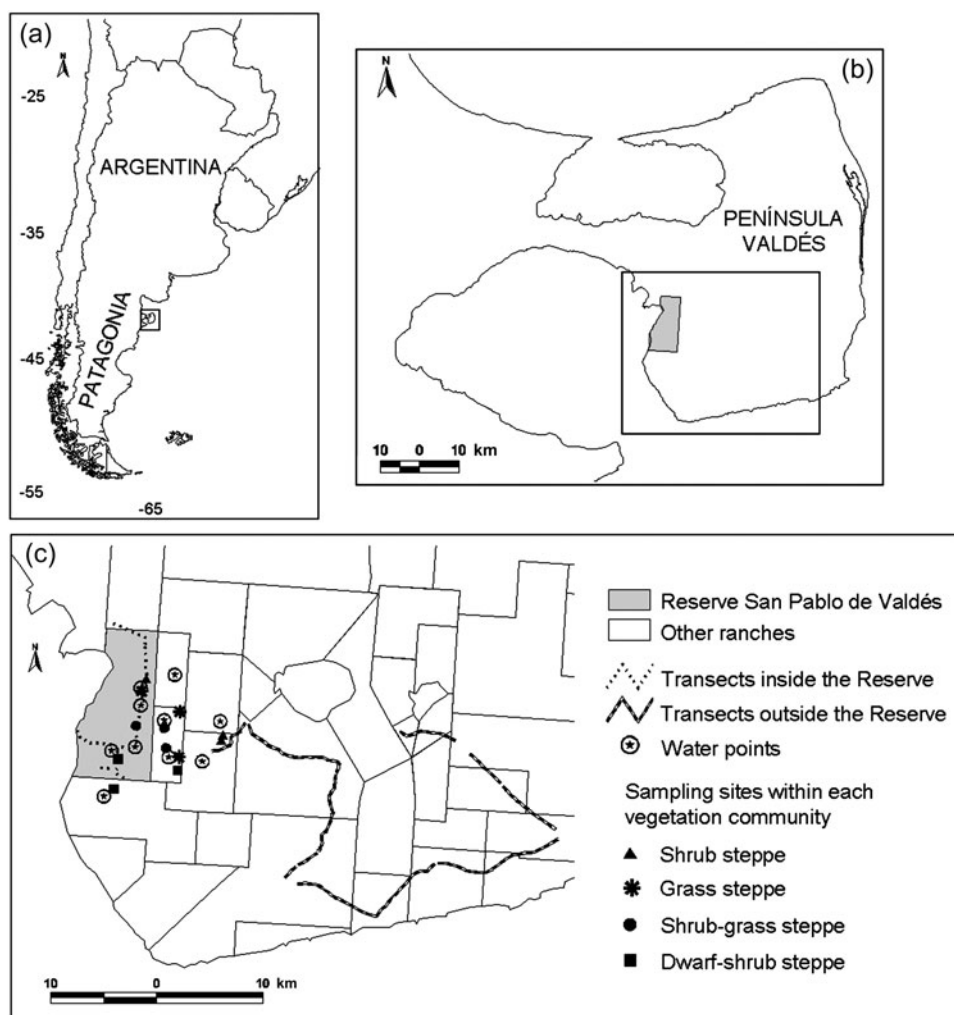 (a)
N
-25
ARGENTINA
-35
PATAGONIA
-45
-55
-65
(b)
N
PENÍNSULA
VALDÉS
10 0 10 km
(c)
N
10 0 10 km
Reserve San Pablo de Valdés
Other ranches
Transects inside the Reserve
Transects outside the Reserve
Water points
Sampling sites within each
vegetation community
Shrub steppe
Grass steppe
Shrub-grass steppe
Dwarf-shrub steppe